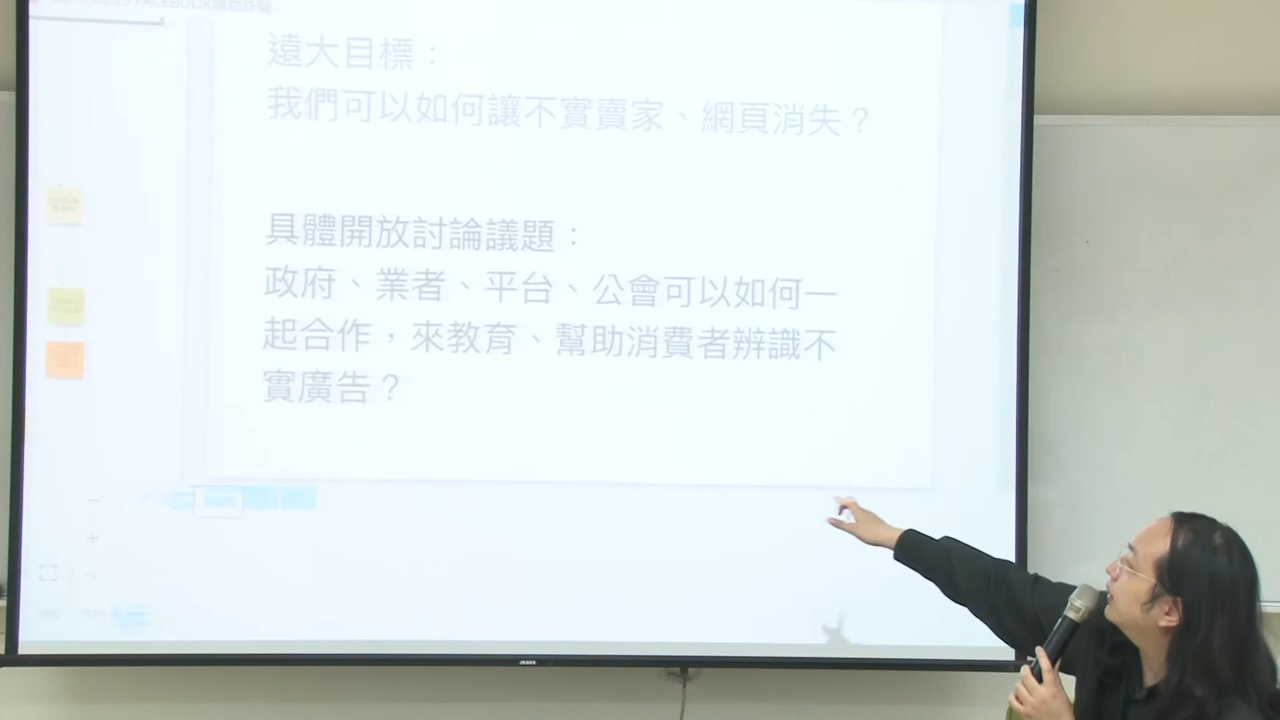 遠大目標：
我們可以如何讓不實賣家、網頁消失？
具體開放討論議題：
政府、業者、平台、公會可以如何一
起合作，來教育、幫助消費者辨識不
實廣告？